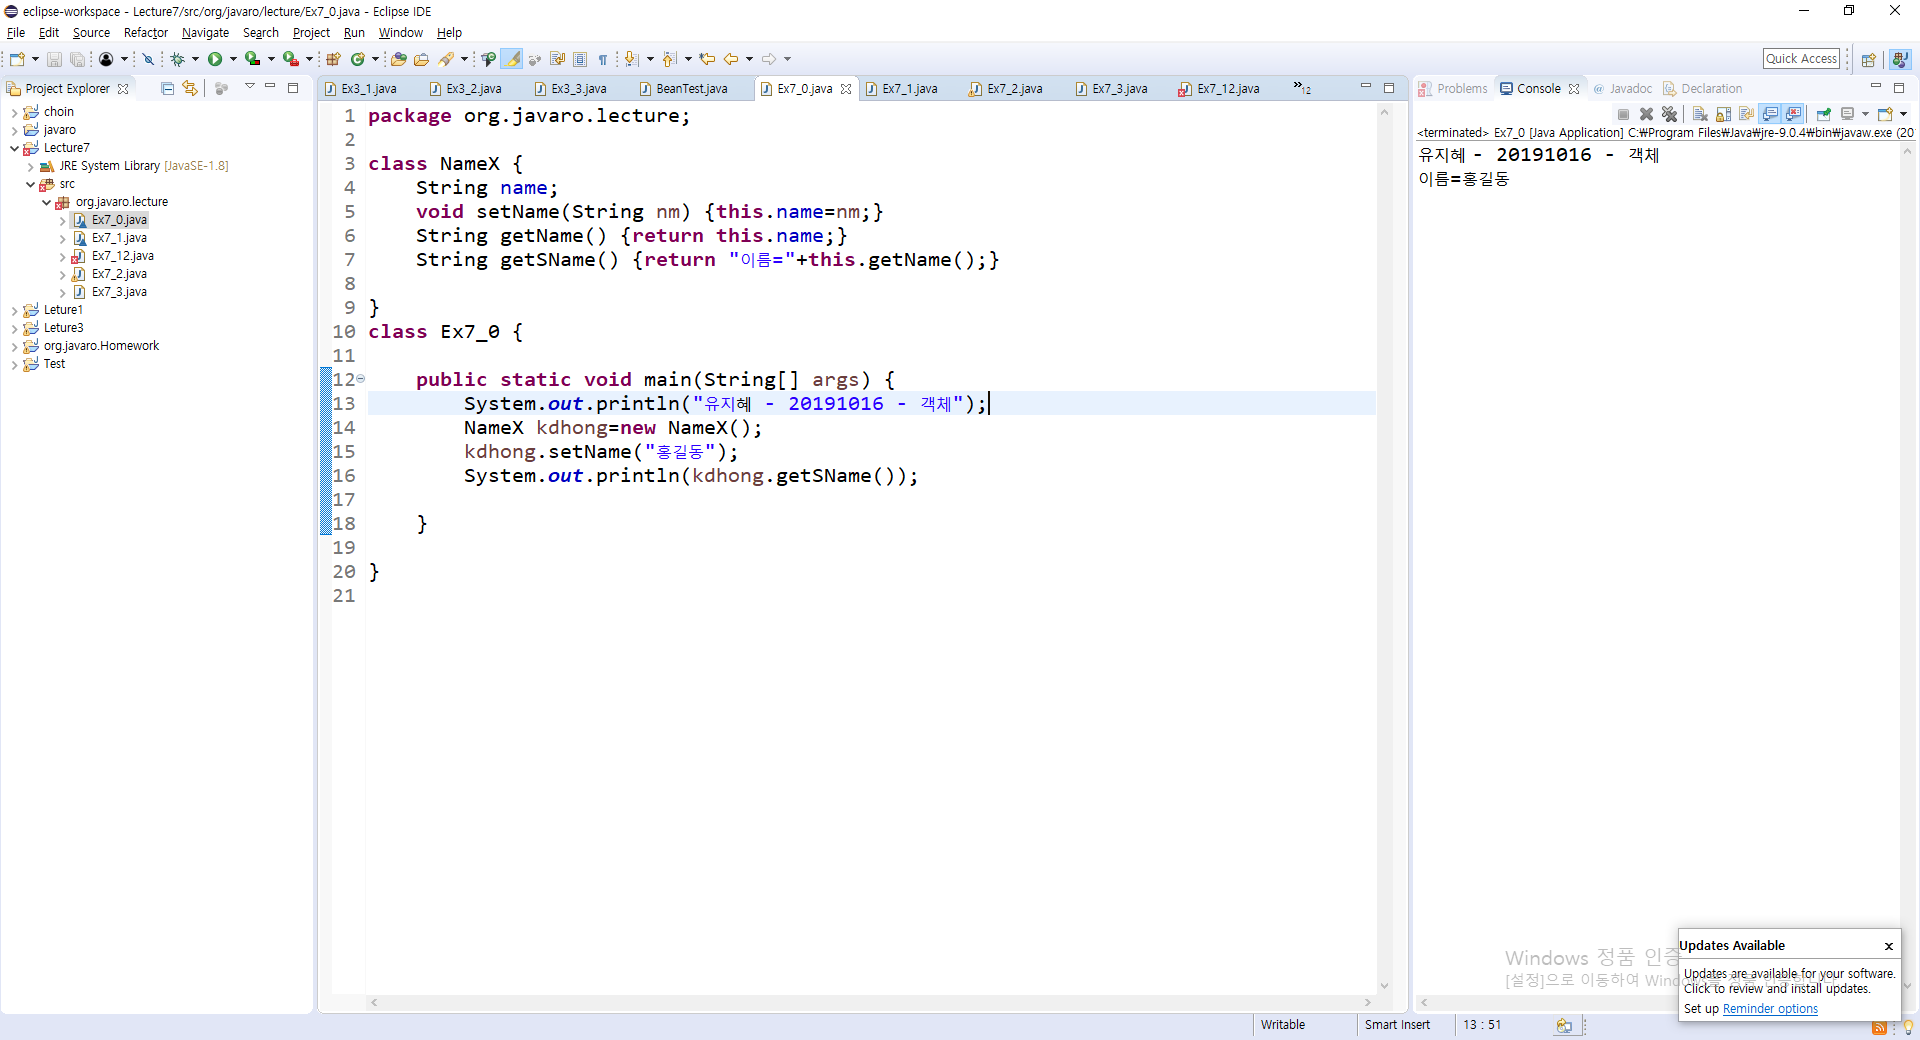 eclipse-workspace - Lecture7/src/org/javaro/lecture/Ex7_0.java - Eclipse IDE
File Edit Source Refactor Navigate Search Project Run Window Help
Quick Access
Project Explorer
choin
javaro
Lecture7
JRE System Library [JavaSE-1.8]
src
org.javaro.lecture
Ex7_0.java
Ex7_1.java
Ex7_12.java
Ex7_2.java
Ex7_3.java
Leture1
Leture3
org.javaro.Homework
Test
Ex3_1.java Ex3_2.java Ex3_3.java BeanTest.java Ex7_0.java Ex7_1.java Ex7_2.java Ex7_3.java Ex7_12.java »12
1 package org.javaro.lecture;
2
3 class NameX {
4 String name;
5 void setName(String nm) {this.name=nm;}
6 String getName() {return this.name;}
7 String getSName() {return "이름="+this.getName();}
8
9 }
10 class Ex7_0 {
11
12 public static void main(String[] args) {
13 System.out.println("유지혜 - 20191016 - 객체");
14 NameX kdhong=new NameX();
15 kdhong.setName("홍길동");
16 System.out.println(kdhong.getSName());
17
18 }
19
20 }
21
Problems Console @ Javadoc Declaration
<terminated> Ex7_0 [Java Application] C:₩Program Files₩Java₩jre-9.0.4₩bin₩javaw.exe (20
유지혜 - 20191016 - 객체
이름=홍길동
Windows 정품 인증
[설정]으로 이동하여
Updates Available
Updates are available for your software.
Click to review and install updates.
Set up Reminder options
Writable Smart Insert 13 : 51